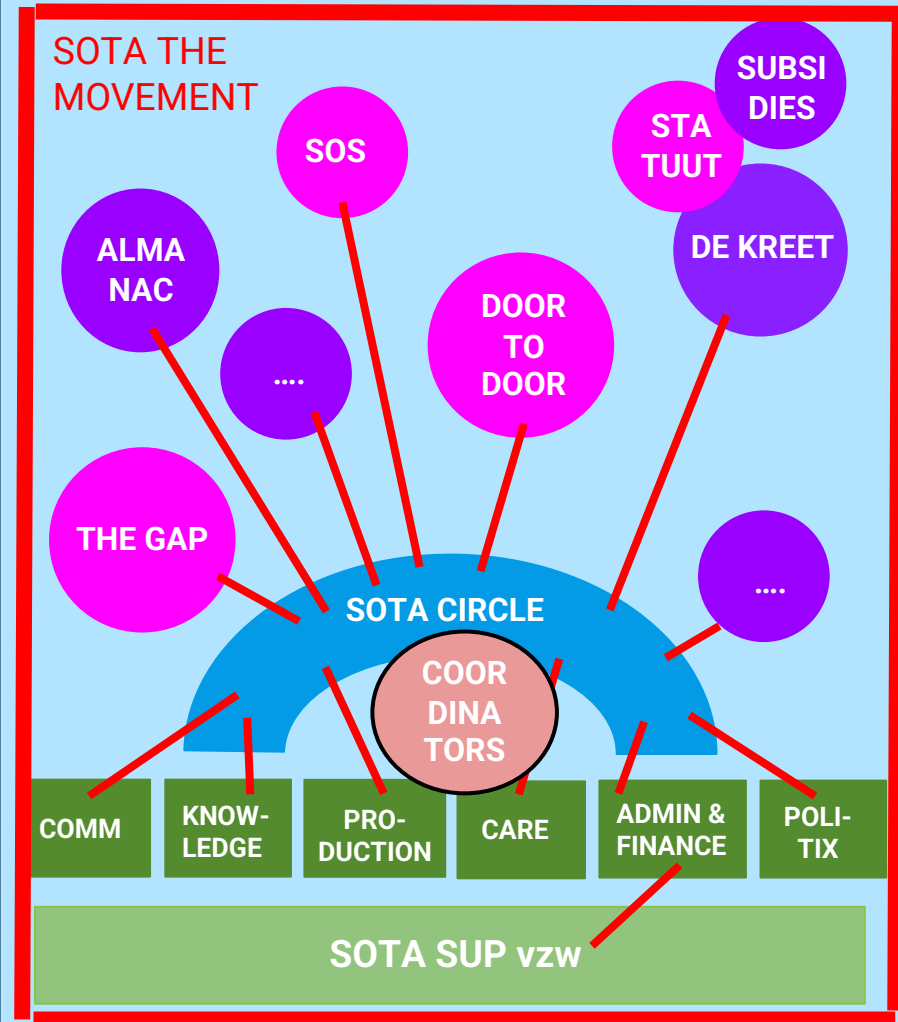 SOTA THE
MOVEMENT
SUBSI
DIES
STA
TUUT
SOS
DE KREET
ALMA
NAC
DOOR
TO
DOOR
....
THE GAP
....
SOTA CIRCLE
COOR
DINA
TORS
COMM
KNOW-
LEDGE
PRO-
DUCTION
CARE
ADMIN &
FINANCE
POLI-
TIX
SOTA SUP vzw